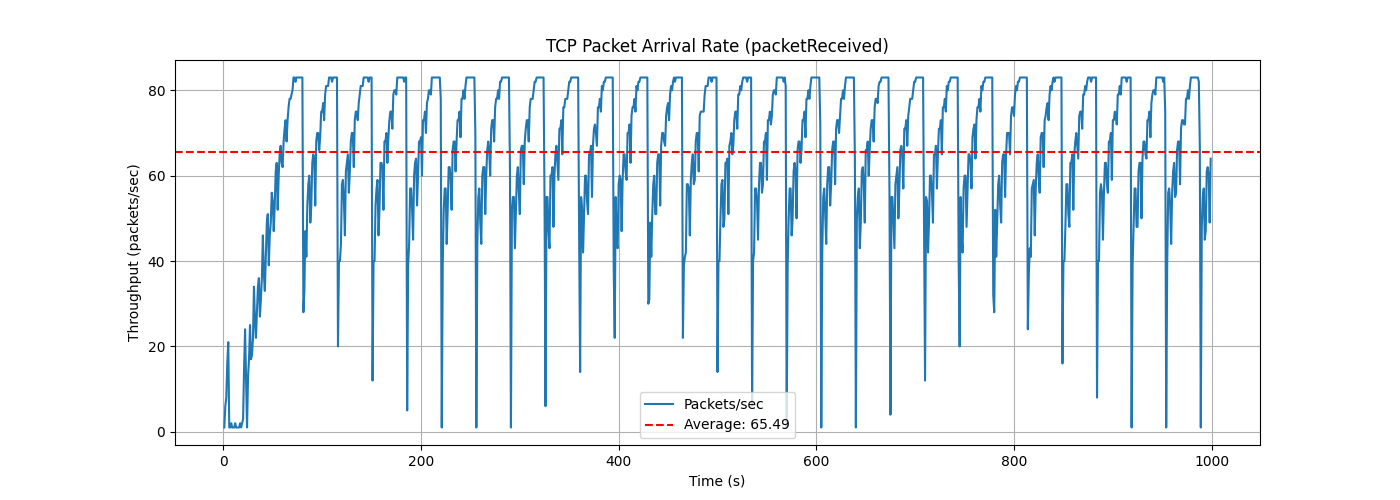 TCP Packet Arrival Rate (packetReceived)
Throughput (packets/sec)
80
60
40
20
0
Packets/sec
Average: 65.49
0 200 400 600 800 1000
Time (s)